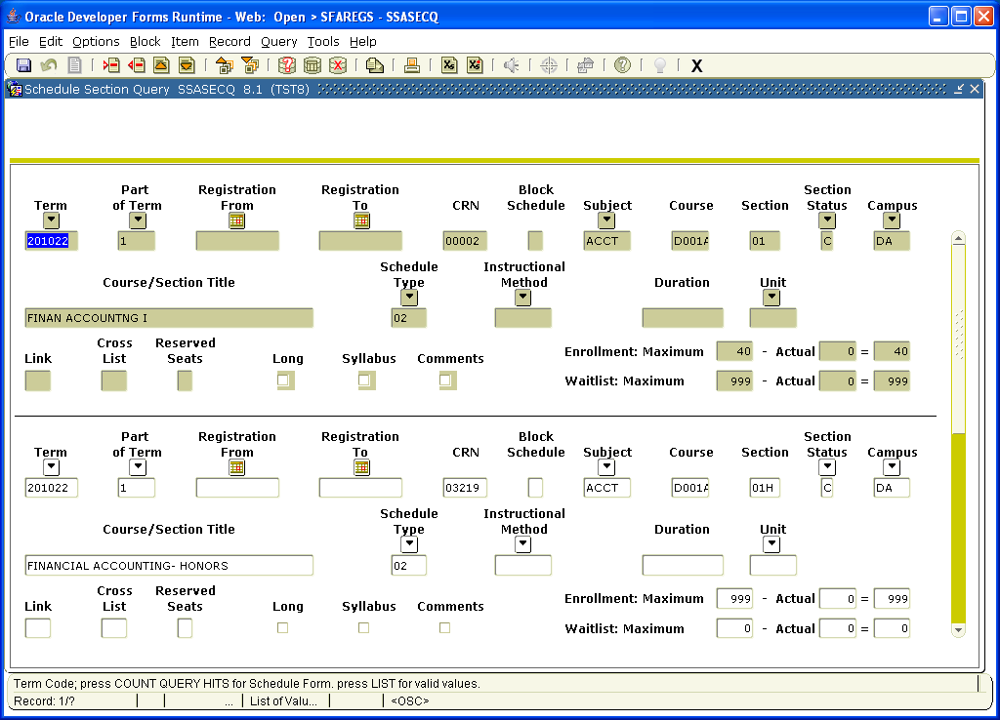 Oracle Developer Forms Runtime - Web: Open > SFAREGS - SSASECQ
File Edit Options Block Item Record Query Tools Help
X
Schedule Section Query SSASECQ 8.1 (TST8)
Part Registration Registration Block Section
Term of Term From To CRN Schedule Subject Course Section Status Campus
201022 1 00002 ACCT D001A 01 C DA
Schedule Instructional
Course/Section Title Type Method Duration Unit
FINAN ACCOUNTNG I 02
Cross Reserved
Link List Seats Long Syllabus Comments
Enrollment: Maximum 40 - Actual 0 = 40
Waitlist: Maximum 999 - Actual 0 = 999
Part Registration Registration Block Section
Term of Term From To CRN Schedule Subject Course Section Status Campus
201022 1 03219 ACCT D001A 01H C DA
Schedule Instructional
Course/Section Title Type Method Duration Unit
FINANCIAL ACCOUNTING- HONORS 02
Cross Reserved
Link List Seats Long Syllabus Comments
Enrollment: Maximum 999 - Actual 0 = 999
Waitlist: Maximum 0 - Actual 0 = 0
Term Code; press COUNT QUERY HITS for Schedule Form. press LIST for valid values.
Record: 1/? ... List of Valu... <OSC>